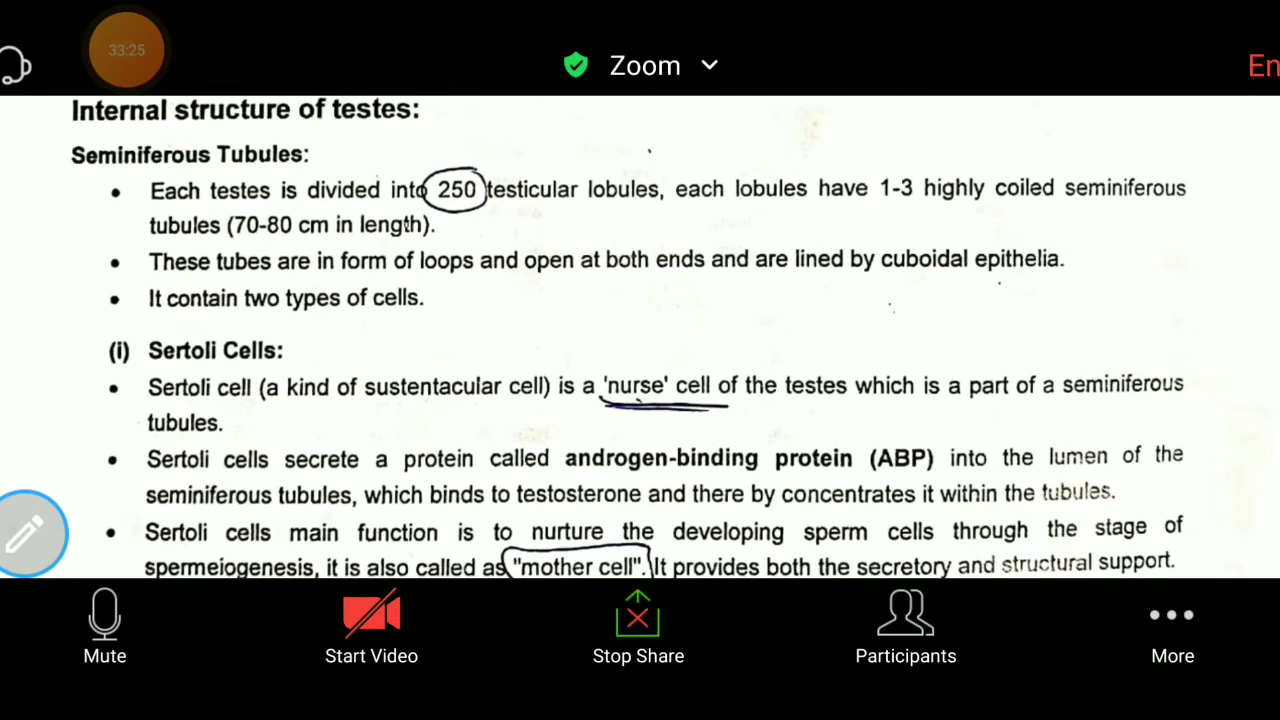 33:25
Zoom
En
Internal structure of testes:
Seminiferous Tubules:
• Each testes is divided into 250 testicular lobules, each lobules have 1-3 highly coiled seminiferous
tubules (70-80 cm in length).
• These tubes are in form of loops and open at both ends and are lined by cuboidal epithelia.
• It contain two types of cells.
(i) Sertoli Cells:
• Sertoli cell (a kind of sustentacular cell) is a 'nurse' cell of the testes which is a part of a seminiferous
tubules.
• Sertoli cells secrete a protein called androgen-binding protein (ABP) into the lumen of the
seminiferous tubules, which binds to testosterone and there by concentrates it within the tubules.
• Sertoli cells main function is to nurture the developing sperm cells through the stage of
spermeiogenesis, it is also called as "mother cell". It provides both the secretory and structural support.
Mute
Start Video
Stop Share
Participants
More